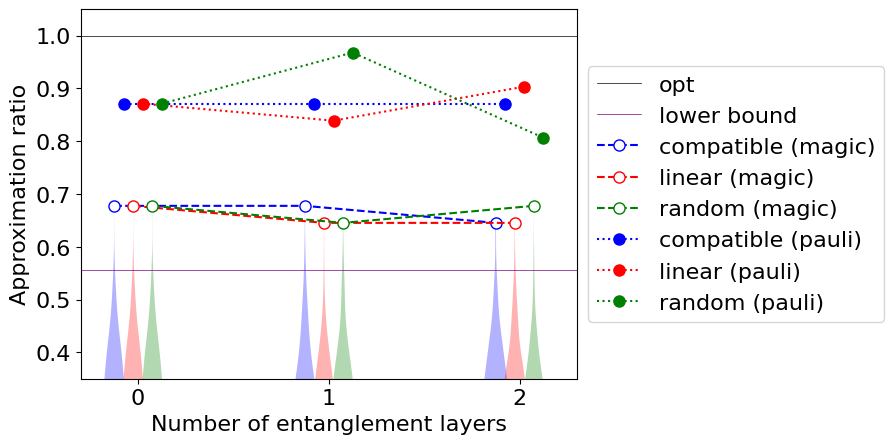 1.0
0.9
0.8
0.7
0.6
0.5
0.4
Approximation ratio
0 1 2
Number of entanglement layers
opt
lower bound
compatible (magic)
linear (magic)
random (magic)
compatible (pauli)
linear (pauli)
random (pauli)